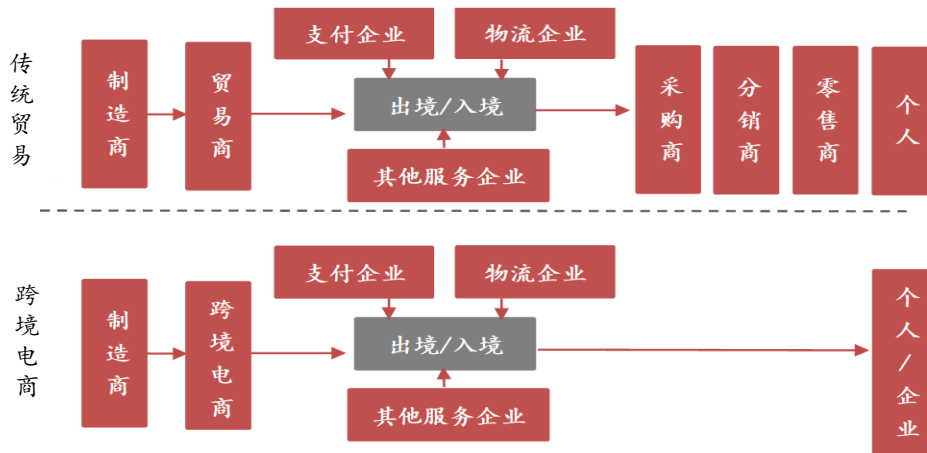 传统贸易
制造商
贸易商
支付企业
物流企业
出境/入境
其他服务企业
采购商
分销商
零售商
个人
跨境电商
制造商
跨境电商
支付企业
物流企业
出境/入境
其他服务企业
个人/企业